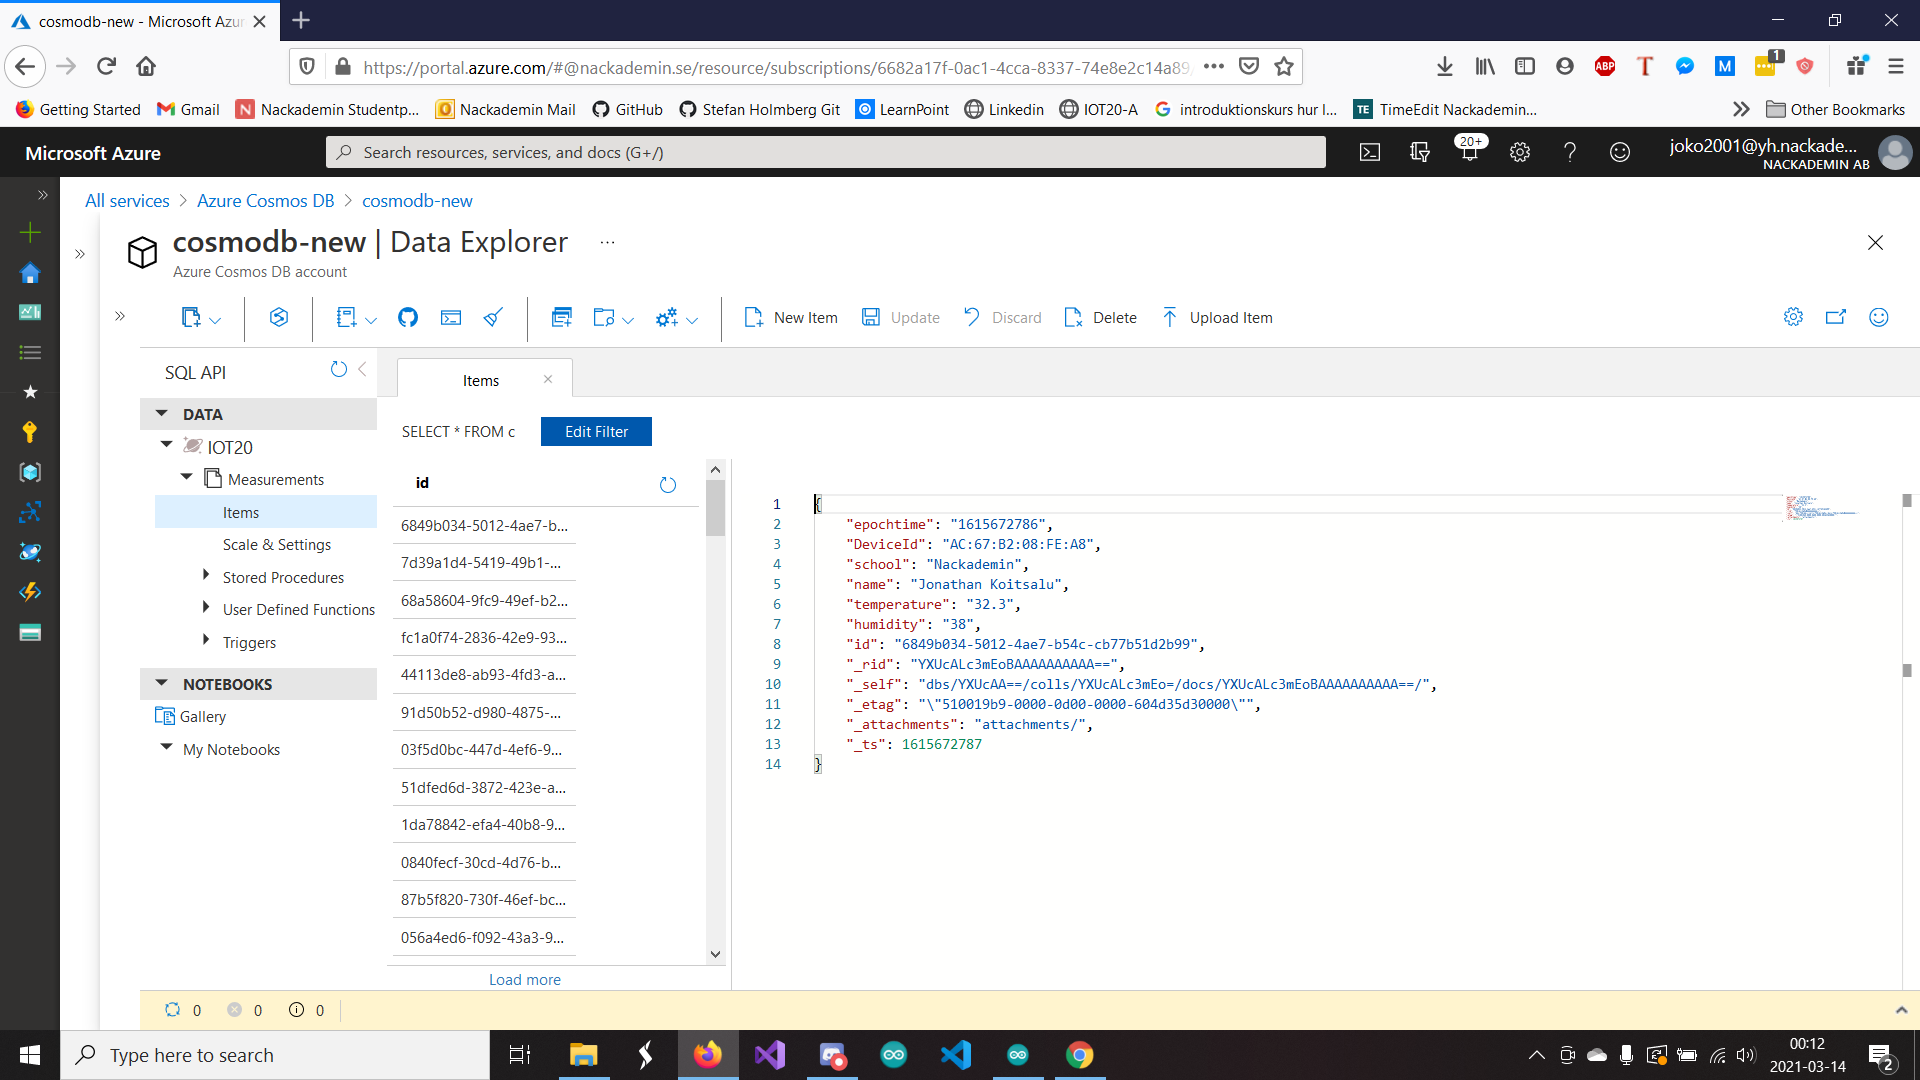 cosmodb-new - Microsoft Azur
https://portal.azure.com/#@nackademin.se/resource/subscriptions/6682a17f-0ac1-4cca-8337-74e8e2c14a89/
ABP
T
M
1
Getting Started
Gmail
Nackademin Studentp...
Nackademin Mail
GitHub
Stefan Holmberg Git
LearnPoint
Linkedin
IOT20-A
introduktionskurs hur l...
TE
TimeEdit Nackademin...
Other Bookmarks
Microsoft Azure
Search resources, services, and docs (G+/)
20+
joko2001@yh.nackade...
NACKADEMIN AB
All services > Azure Cosmos DB > cosmodb-new
cosmodb-new | Data Explorer ...
Azure Cosmos DB account
New Item
Update
Discard
Delete
Upload Item
SQL API
DATA
IOT20
Measurements
Items
Scale & Settings
Stored Procedures
User Defined Functions
Triggers
NOTEBOOKS
Gallery
My Notebooks
Items
SELECT * FROM c
Edit Filter
id
6849b034-5012-4ae7-b...
7d39a1d4-5419-49b1-...
68a58604-9fc9-49ef-b2...
fc1a0f74-2836-42e9-93...
44113de8-ab93-4fd3-a...
91d50b52-d980-4875-...
03f5d0bc-447d-4ef6-9...
51dfed6d-3872-423e-a...
1da78842-efa4-40b8-9...
0840fecf-30cd-4d76-b...
87b5f820-730f-46ef-bc...
056a4ed6-f092-43a3-9...
Load more
1 {
2 "epochtime": "1615672786",
3 "DeviceId": "AC:67:B2:08:FE:A8",
4 "school": "Nackademin",
5 "name": "Jonathan Koitsalu",
6 "temperature": "32.3",
7 "humidity": "38",
8 "id": "6849b034-5012-4ae7-b54c-cb77b51d2b99",
9 "_rid": "YXUcALc3mEoBAAAAAAAAAA==",
10 "_self": "dbs/YXUcAA==/colls/YXUcALc3mEo=/docs/YXUcALc3mEoBAAAAAAAAAA==/",
11 "_etag": "\"510019b9-0000-0d00-0000-604d35d30000\"",
12 "_attachments": "attachments/",
13 "_ts": 1615672787
14 }
0 0 0
Type here to search
00:12
2021-03-14
2